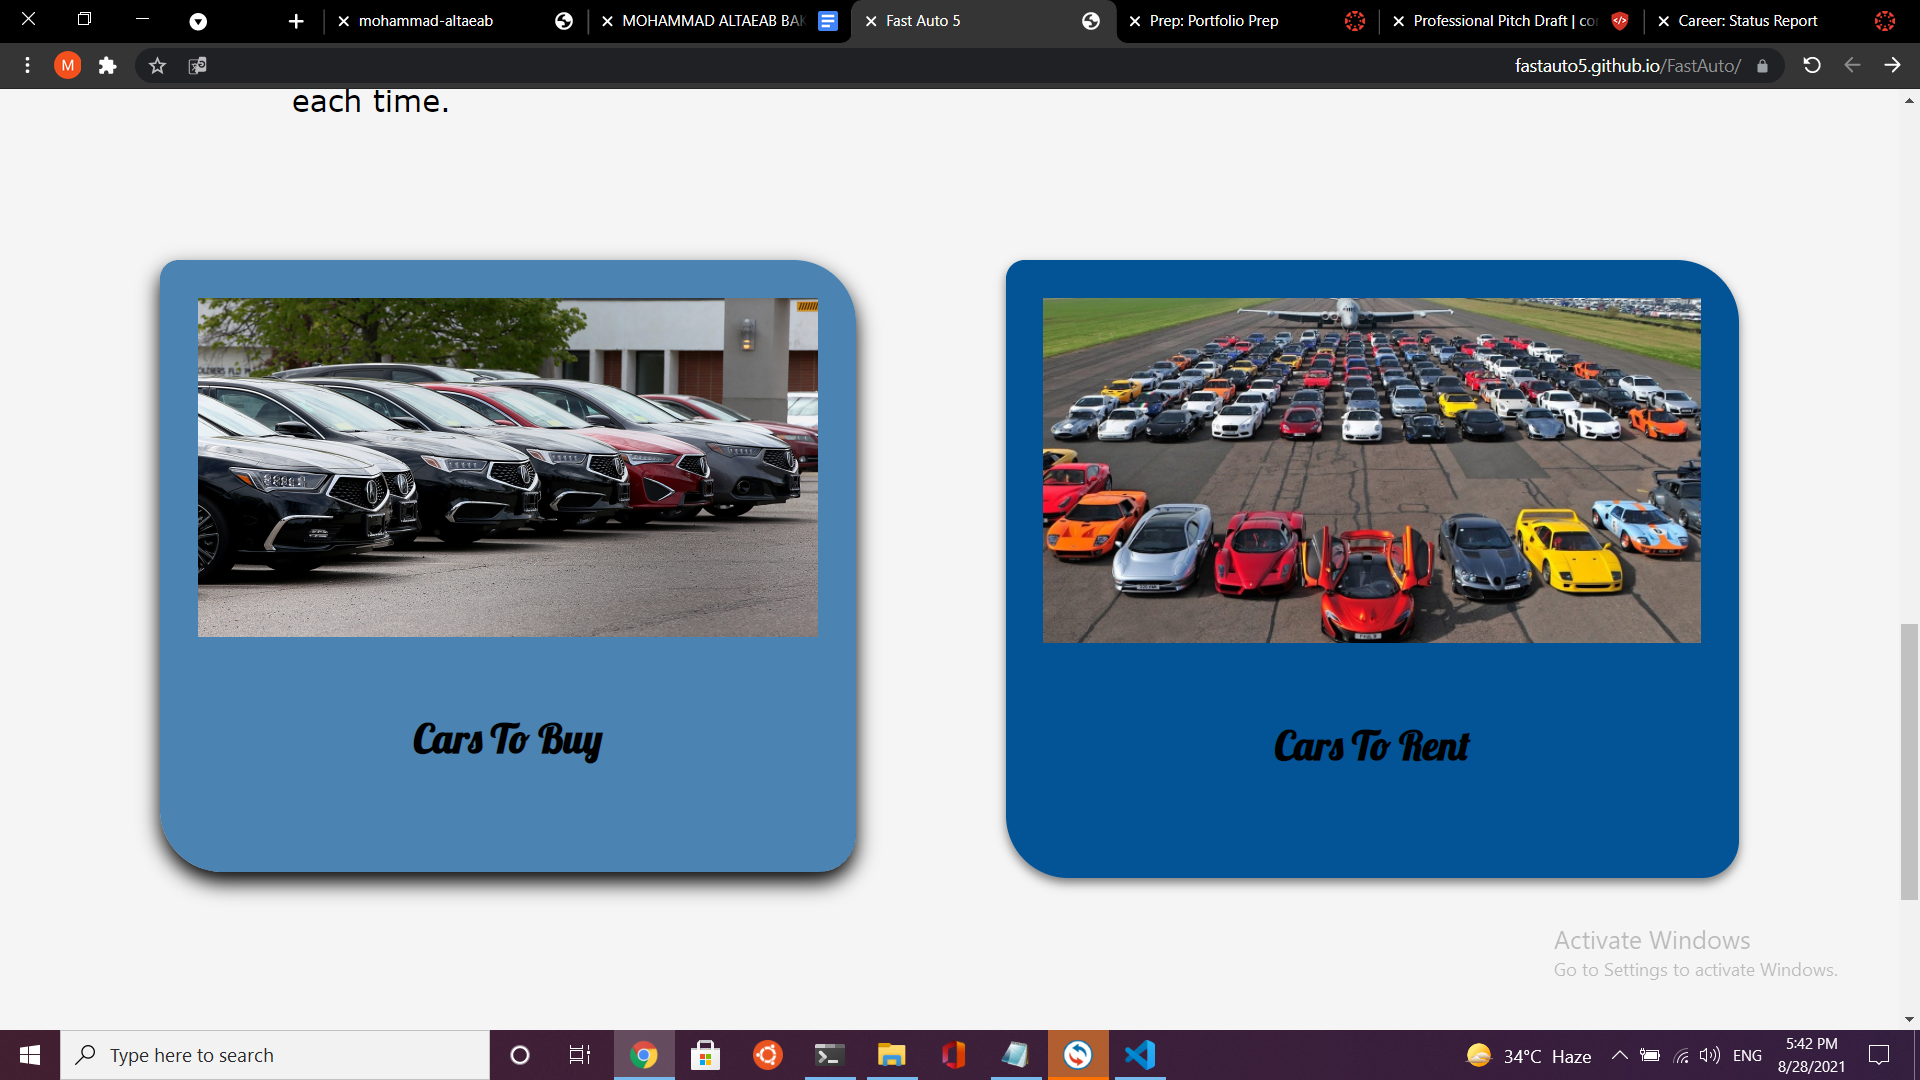 mohammad-altaeab
MOHAMMAD ALTAEAB BAK
Fast Auto 5
Prep: Portfolio Prep
Professional Pitch Draft | co
Career: Status Report
M
fastauto5.github.io/FastAuto/
each time.
Cars To Buy
Cars To Rent
Activate Windows
Go to Settings to activate Windows.
Type here to search
34°C Haze
ENG
5:42 PM
8/28/2021